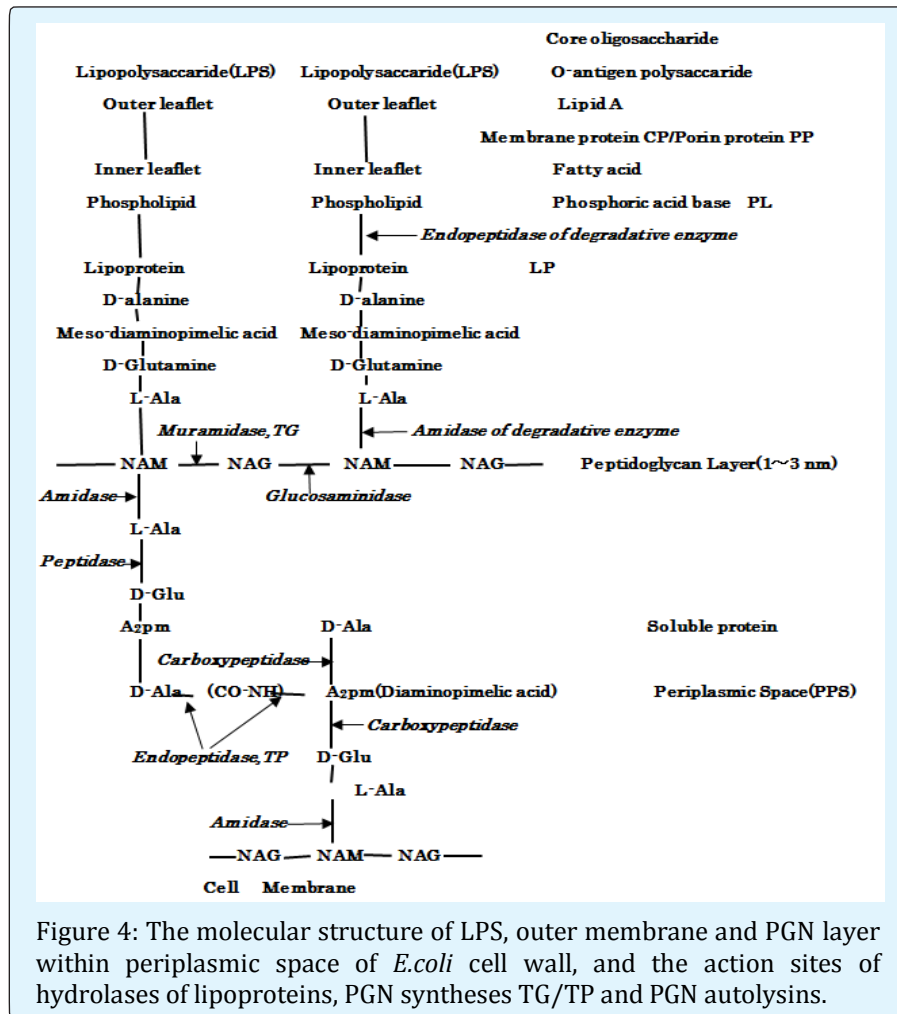 Core oligosaccharide
Lipopolysaccaride(LPS) Lipopolysaccaride(LPS) O-antigen polysaccaride
Outer leaflet Outer leaflet Lipid A
Membrane protein CP/Porin protein PP
Inner leaflet Inner leaflet Fatty acid
Phospholipid Phospholipid Phosphoric acid base PL
Endopeptidase of degradative enzyme
Lipoprotein Lipoprotein LP
D-alanine D-alanine
Meso-diaminopimelic acid Meso-diaminopimelic acid
D-Glutamine D-Glutamine
L-Ala L-Ala
Muramidase,TG Amidase of degradative enzyme
NAM NAG NAM NAG Peptidoglycan Layer(1～3 nm)
Amidase Glucosaminidase
L-Ala
Peptidase
D-Glu
A₂pm D-Ala Soluble protein
Carboxypeptidase
D-Ala (CO-NH) A₂pm(Diaminopimelic acid) Periplasmic Space(PPS)
Carboxypeptidase
Endopeptidase,TP D-Glu
L-Ala
Amidase
NAG NAM NAG
Cell Membrane
Figure 4: The molecular structure of LPS, outer membrane and PGN layer
within periplasmic space of E.coli cell wall, and the action sites of
hydrolases of lipoproteins, PGN syntheses TG/TP and PGN autolysins.